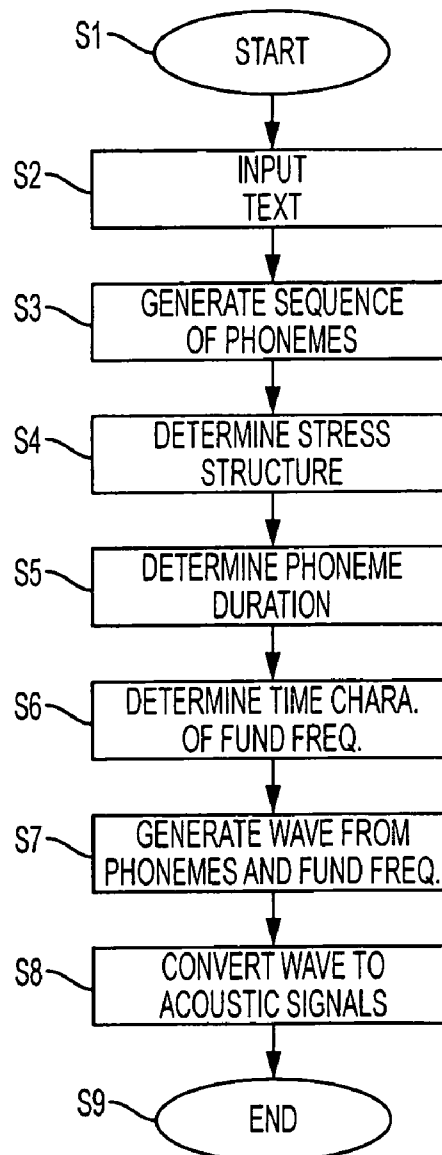 S1
START
S2
INPUT
TEXT
S3
GENERATE SEQUENCE
OF PHONEMES
S4
DETERMINE STRESS
STRUCTURE
S5
DETERMINE PHONEME
DURATION
S6
DETERMINE TIME CHARA.
OF FUND FREQ.
S7
GENERATE WAVE FROM
PHONEMES AND FUND FREQ.
S8
CONVERT WAVE TO
ACOUSTIC SIGNALS
S9
END